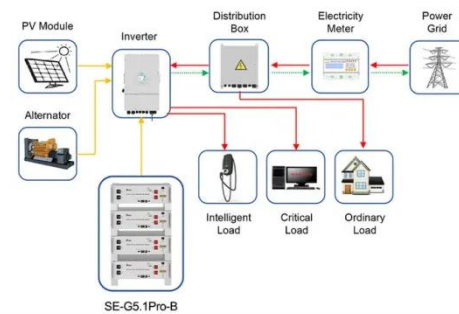 PV Module
Inverter
Distribution
Box
Electricity
Meter
Power
Grid
Alternator
Intelligent
Load
Critical
Load
Ordinary
Load
SE-G5.1Pro-B